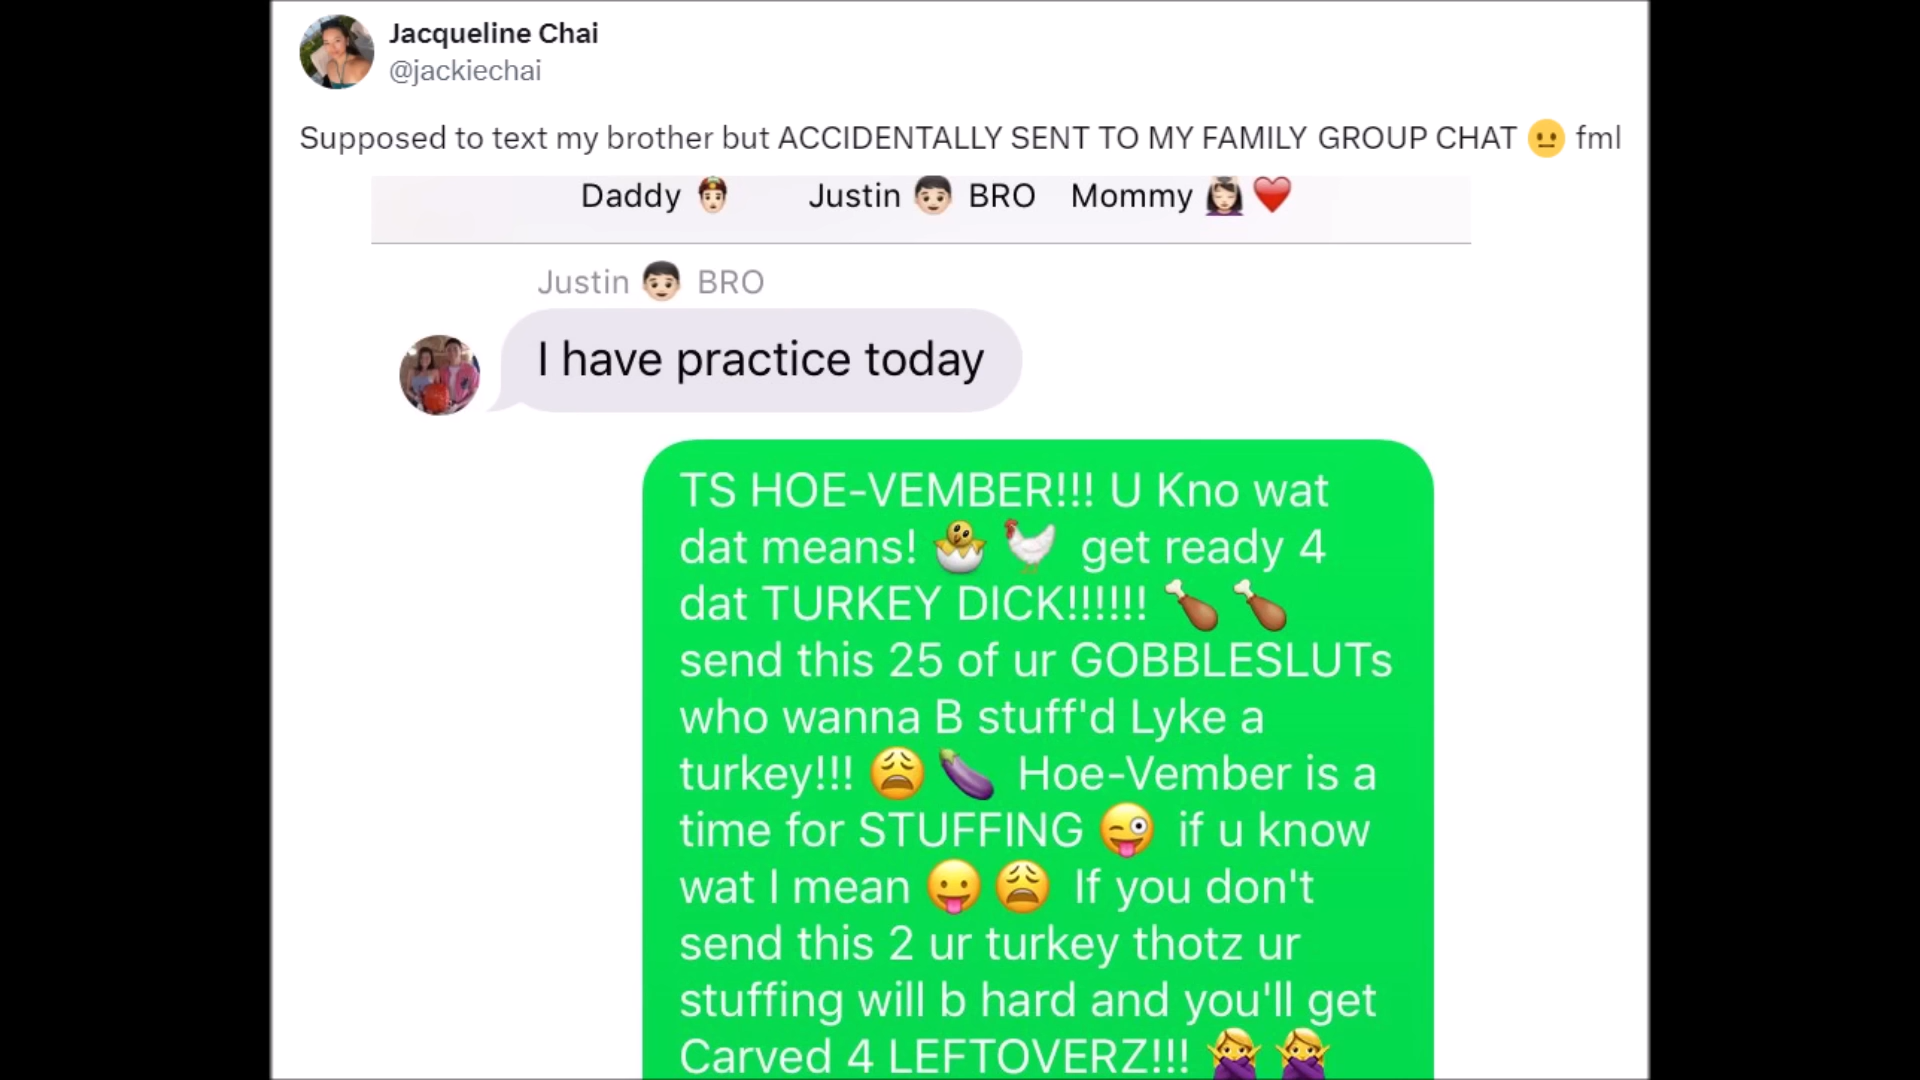 Jacqueline Chai
@jackiechai
Supposed to text my brother but ACCIDENTALLY SENT TO MY FAMILY GROUP CHAT 😐 fml
Daddy 👲🏻 Justin 👦🏻 BRO Mommy 💆🏻❤️
Justin 👦🏻 BRO
I have practice today
TS HOE-VEMBER!!! U Kno wat
dat means! 🐣 🐓 get ready 4
dat TURKEY DICK!!!!!! 🍗 🍗
send this 25 of ur GOBBLESLUTs
who wanna B stuff'd Lyke a
turkey!!! 😩 🍆 Hoe-Vember is a
time for STUFFING 😜 if u know
wat I mean 😛 😩 If you don't
send this 2 ur turkey thotz ur
stuffing will b hard and you'll get
Carved 4 LEFTOVERZ!!! 🙅 🙅